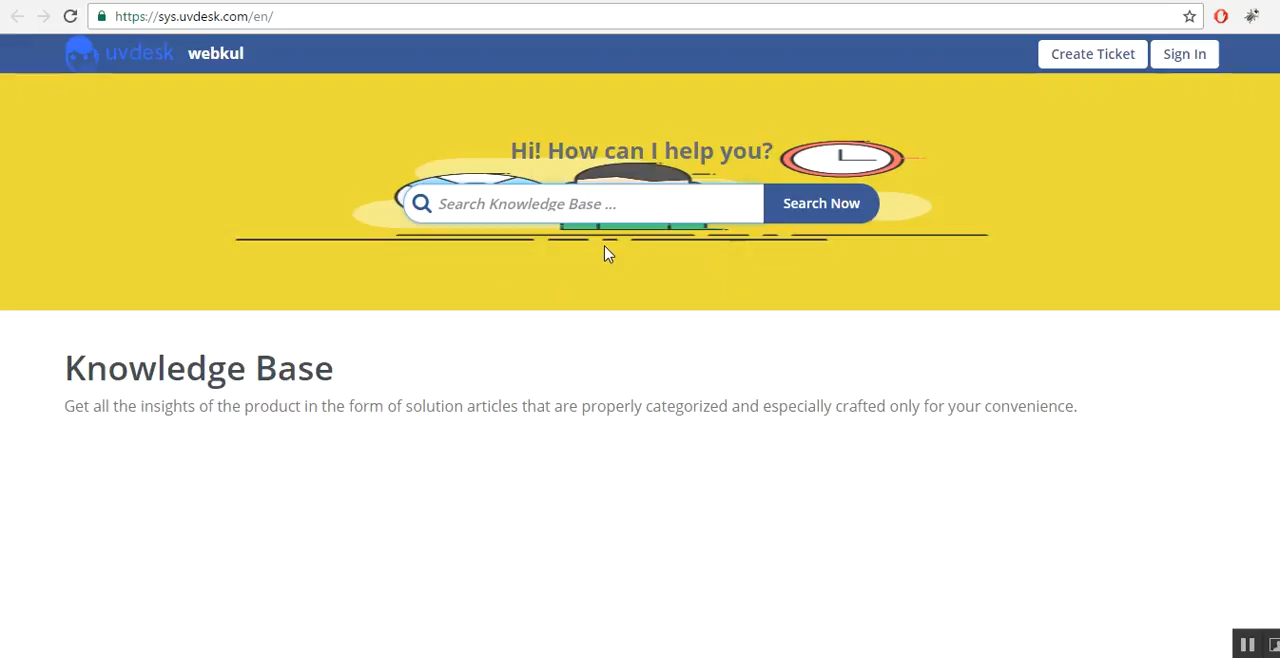 https://sys.uvdesk.com/en/
uvdesk webkul
Create Ticket Sign In
Hi! How can I help you?
Search Knowledge Base ...
Search Now
Knowledge Base
Get all the insights of the product in the form of solution articles that are properly categorized and especially crafted only for your convenience.